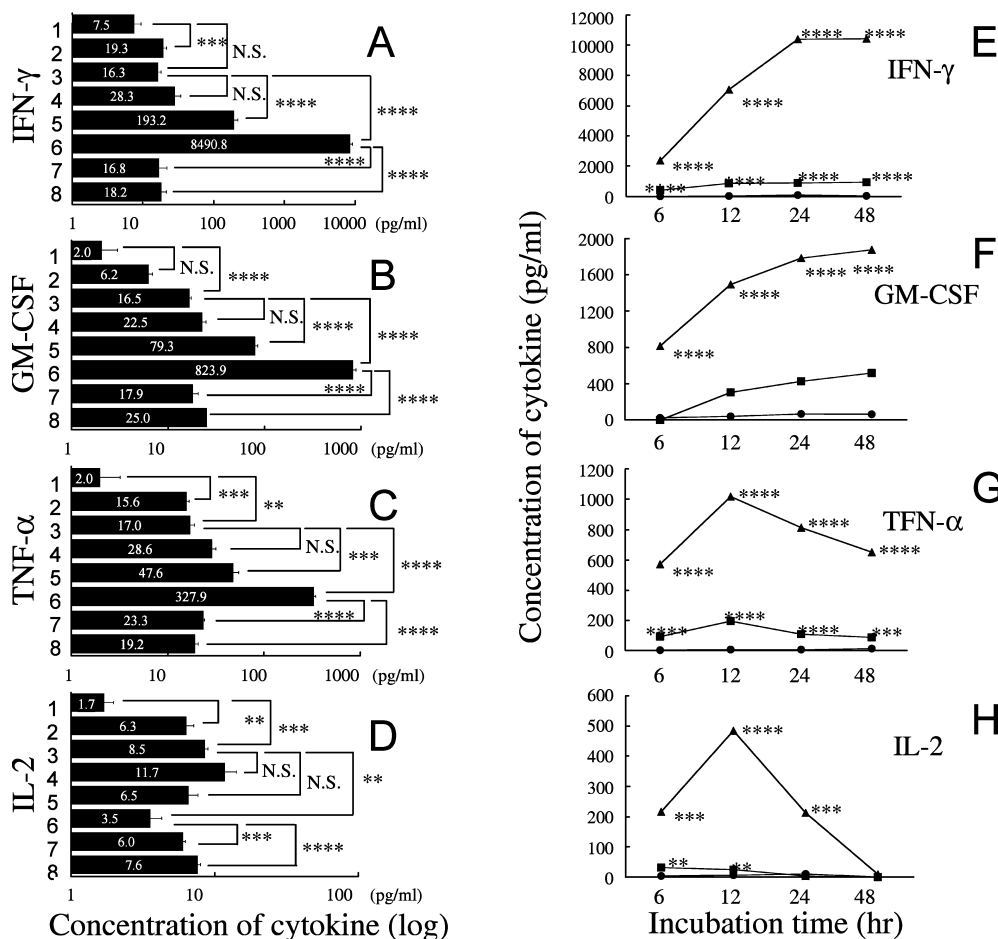 A
IFN-γ
1 7.5
2 19.3
3 16.3
4 28.3
5 193.2
6 8490.8
7 16.8
8 18.2
***
N.S.
N.S.
****
****
****
****
1 10 100 1000 10000 (pg/ml)
B
GM-CSF
1 2.0
2 6.2
3 16.5
4 22.5
5 79.3
6 823.9
7 17.9
8 25.0
N.S.
****
N.S.
****
****
****
****
1 10 100 1000 (pg/ml)
C
TNF-α
1 2.0
2 15.6
3 17.0
4 28.6
5 47.6
6 327.9
7 23.3
8 19.2
***
**
N.S.
***
****
****
****
1 10 100 1000 (pg/ml)
D
IL-2
1 1.7
2 6.3
3 8.5
4 11.7
5 6.5
6 3.5
7 6.0
8 7.6
**
***
N.S.
N.S.
**
***
****
1 10 100 (pg/ml)
Concentration of cytokine (log)
Concentration of cytokine (pg/ml)
E
IFN-γ
12000
10000
8000
6000
4000
2000
0
**** **** **** ****
**** **** **** ****
6 12 24 48
F
GM-CSF
2000
1600
1200
800
400
0
**** **** **** ****
6 12 24 48
G
TFN-α
1200
1000
800
600
400
200
0
**** **** **** ****
**** **** **** ***
6 12 24 48
H
IL-2
600
500
400
300
200
100
0
*** **** ***
** **
6 12 24 48
Incubation time (hr)